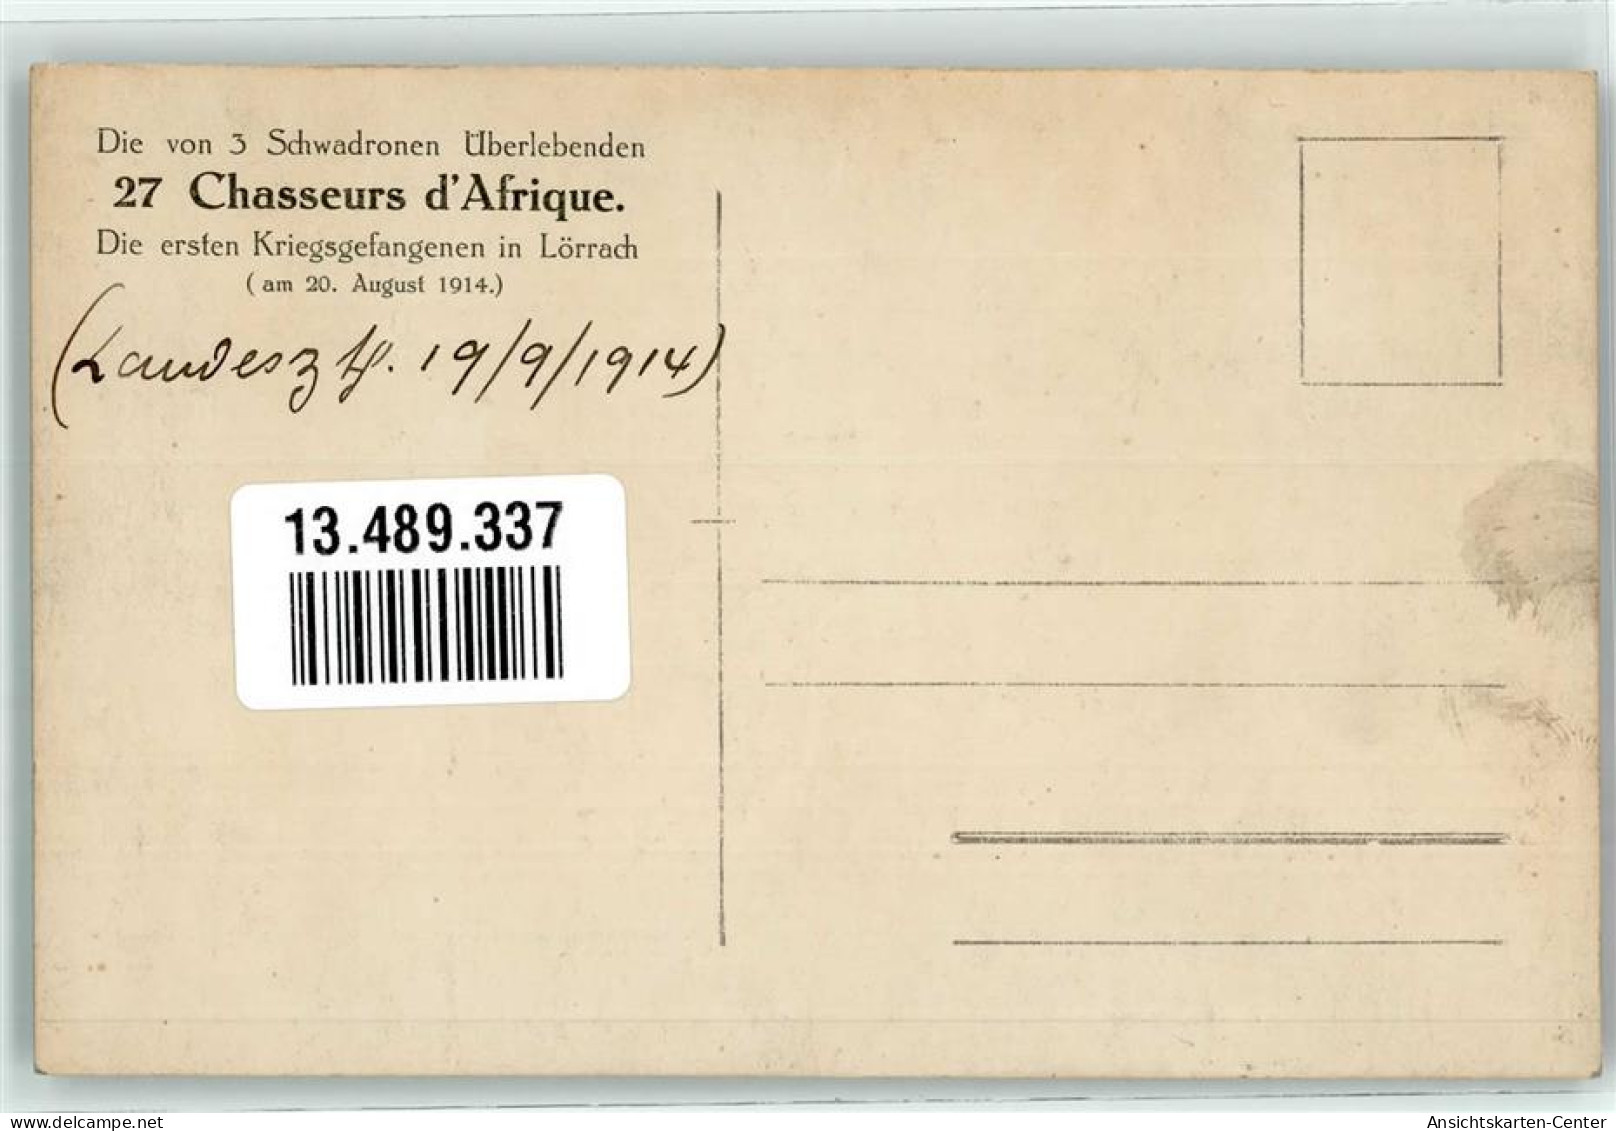 Die von 3 Schwadronen Überlebenden
27 Chasseurs d'Afrique.
Die ersten Kriegsgefangenen in Lörrach
(am 20. August 1914.)
(Landesztg. 19/9/1914)
13.489.337
www.delcampe.net
Ansichtskarten-Center